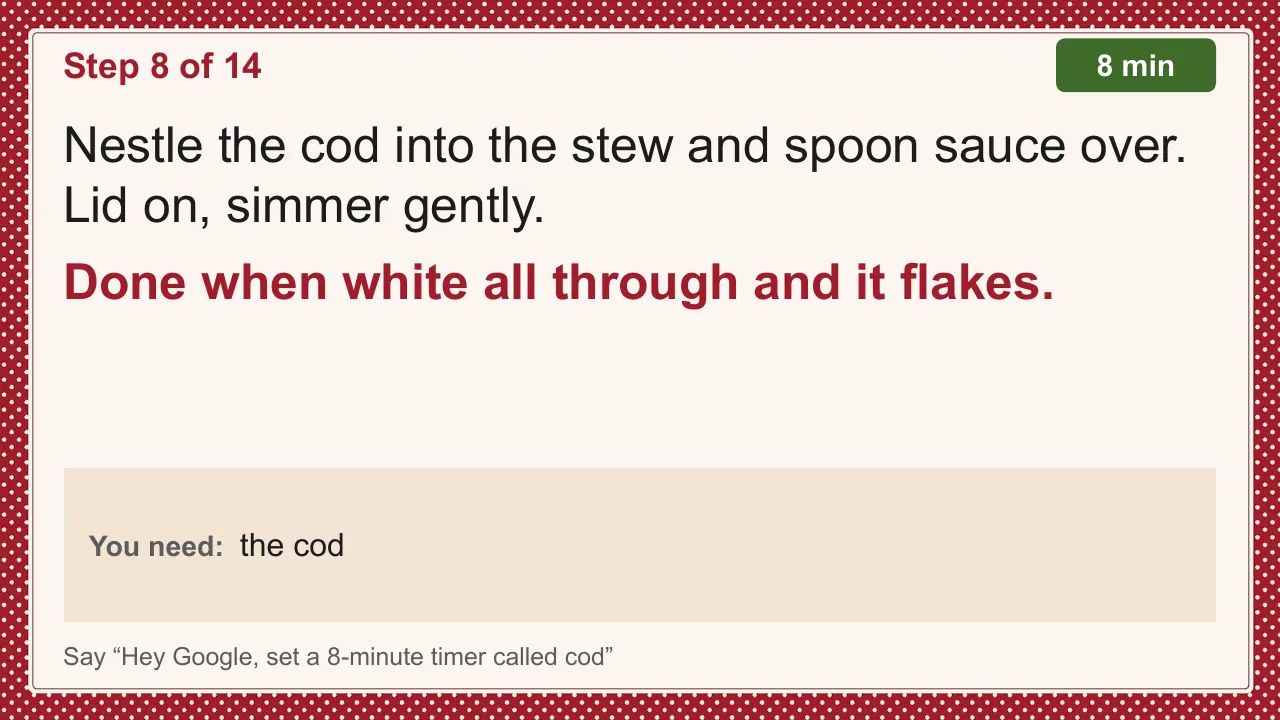 Step 8 of 14
8 min
Nestle the cod into the stew and spoon sauce over.
Lid on, simmer gently.
Done when white all through and it flakes.
You need: the cod
Say “Hey Google, set a 8-minute timer called cod”